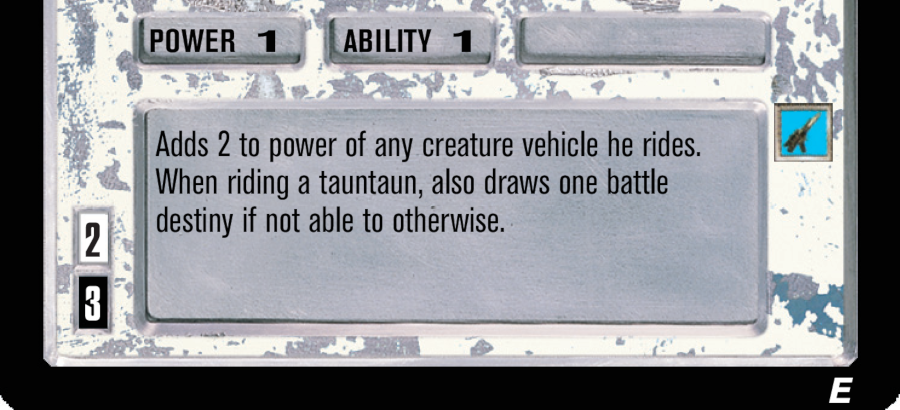 POWER 1 ABILITY 1
Adds 2 to power of any creature vehicle he rides.
When riding a tauntaun, also draws one battle
destiny if not able to otherwise.
2
3
E